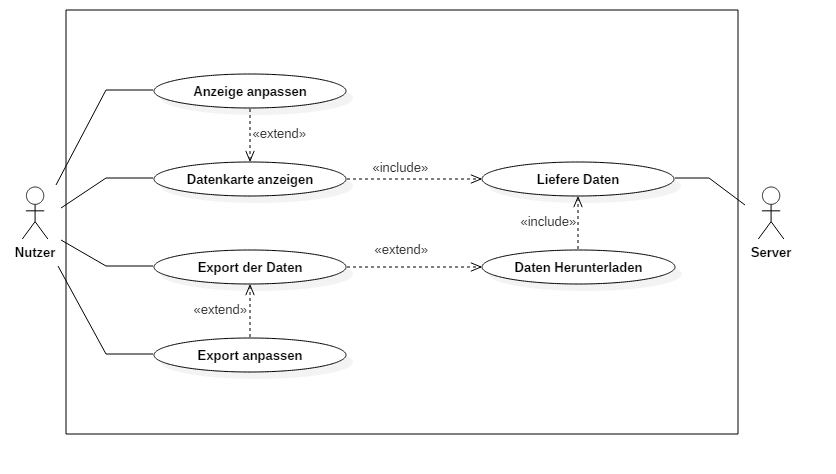 Anzeige anpassen
«extend»
Datenkarte anzeigen
«include»
Liefere Daten
Nutzer
«include»
Server
Export der Daten
«extend»
Daten Herunterladen
«extend»
Export anpassen